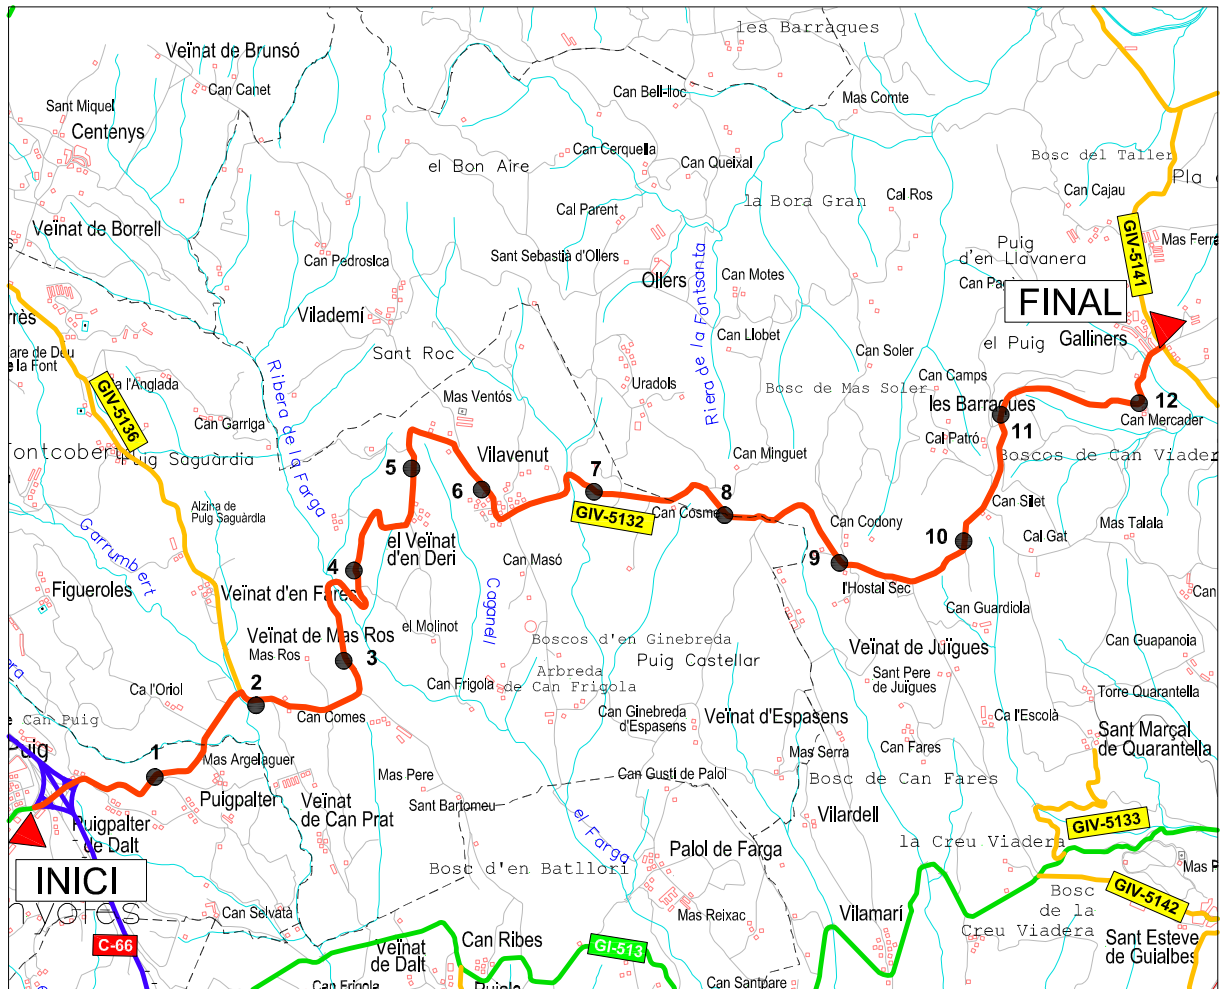 les Barraques
Veïnat de Brunsó
Can Canet
Can Bell-lloc
Mas Comte
Sant Miquel
Centenys
Can Cerquella
el Bon Aire
Can Queixal
Bosc del Taller
Pla
Can Cajau
Cal Ros
la Bora Gran
Cal Parent
Veïnat de Borrell
GIV-5141
Mas Ferra
Puig
d'en Llavanera
Can Pedrosica
Sant Sebastià d'Ollers
Ollers
Riera de la Fontsanta
Can Motes
FINAL
Vilademí
Can Llobet
Galliners
el Puig
Sant Roc
Can Soler
la Font
Ribera de la Farga
Ca l'Anglada
GIV-5136
Uradols
Bosc de Mas Soler
Can Camps
Mas Ventós
les Barraques
12
Can Mercader
Can Garriga
11
Cal Patró
Puig Saguàrdia
Vilavenut
Can Minguet
Boscos de Can Viader
5
6
7
8
Alzina de
Puig Saguàrdia
GIV-5132
Can Cosme
Can Codony
Can Silet
Mas Talala
Garrumbert
el Veïnat
d'en Deri
10
Cal Gat
4
Can Masó
9
Figueroles
Veïnat d'en Fares
Caganell
l'Hostal Sec
Can
Can Guardiola
el Molinot
Veïnat de Mas Ros
Mas Ros
3
Boscos d'en Ginebreda
Puig Castellar
Veïnat de Juïgues
Can Guapanoia
Arbreda
de Can Frigola
Sant Pere
de Juïgues
Ca l'Oriol
2
Can Frigola
Torre Quarantella
Can Puig
Can Comes
Can Ginebreda
d'Espasens
Veïnat d'Espasens
Ca l'Escolà
Sant Marçal
de Quarantella
Puig
1
Mas Argelaguer
Mas Serra
Can Fares
Mas Pere
Can Gusti de Palol
Bosc de Can Fares
Puigpalter
Veïnat
de Can Prat
Sant Bartomeu
Vilardell
GIV-5133
Puigpalter
de Dalt
el Farga
la Creu Viadera
Palol de Farga
INICI
Bosc d'en Batllori
GIV-5142
Bosc
de la
Creu Viadera
Can Selvatà
Mas Reixac
Vilamarí
C-66
Veïnat
de Dalt
Can Ribes
GI-513
Sant Esteve
de Guialbes
Can Frigola
Pujals
Can Santpare